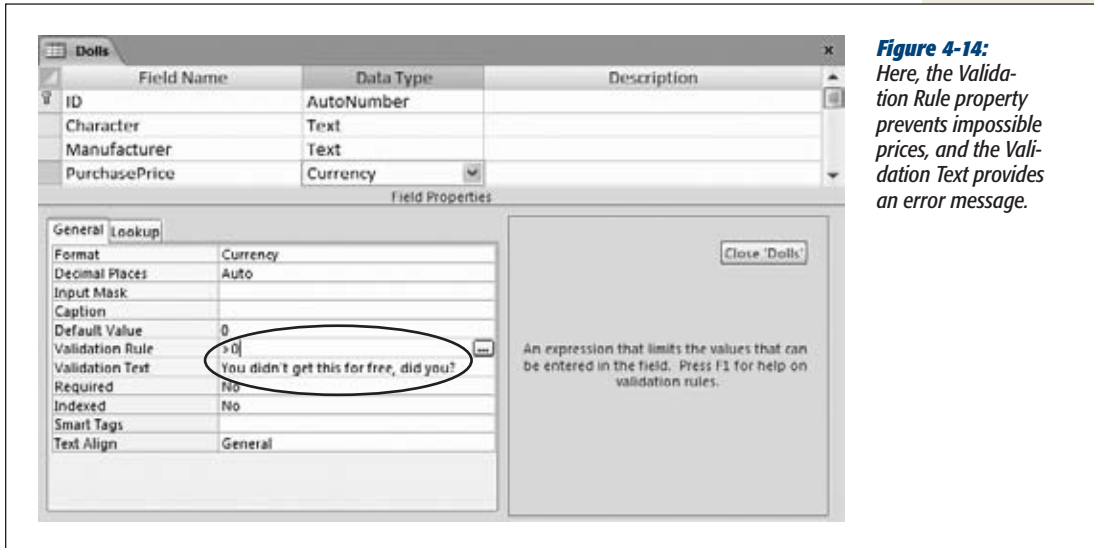 Dolls
Field Name Data Type Description
ID AutoNumber
Character Text
Manufacturer Text
PurchasePrice Currency
Field Properties
General Lookup
Format Currency
Decimal Places Auto
Input Mask
Caption
Default Value 0
Validation Rule >0
Validation Text You didn't get this for free, did you?
Required No
Indexed No
Smart Tags
Text Align General
Close 'Dolls'
An expression that limits the values that can
be entered in the field. Press F1 for help on
validation rules.
Figure 4-14:
Here, the Valida-
tion Rule property
prevents impossible
prices, and the Vali-
dation Text provides
an error message.